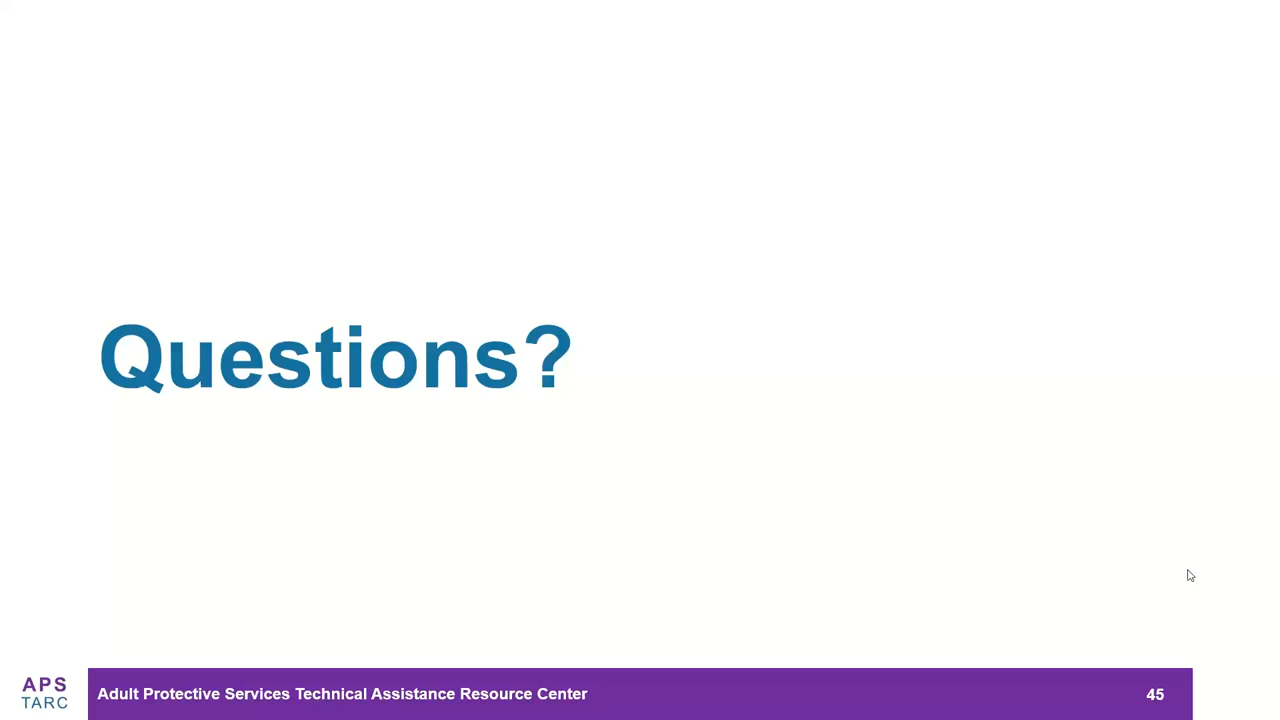 Questions?
APS
TARC
Adult Protective Services Technical Assistance Resource Center
45